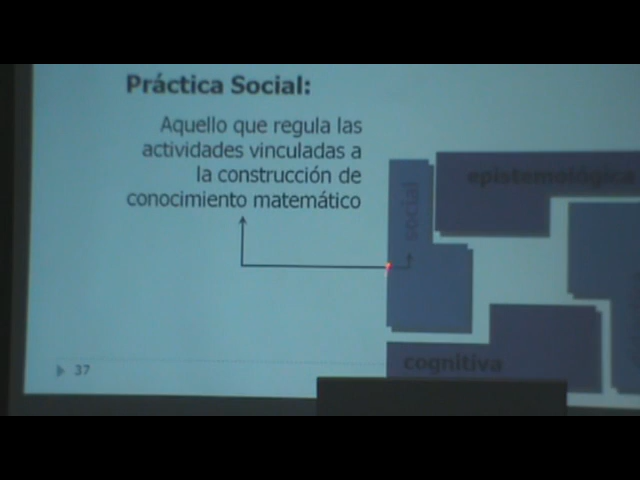 Práctica Social:
Aquello que regula las
actividades vinculadas a
la construcción de
conocimiento matemático
epistemológica
social
cognitiva
37